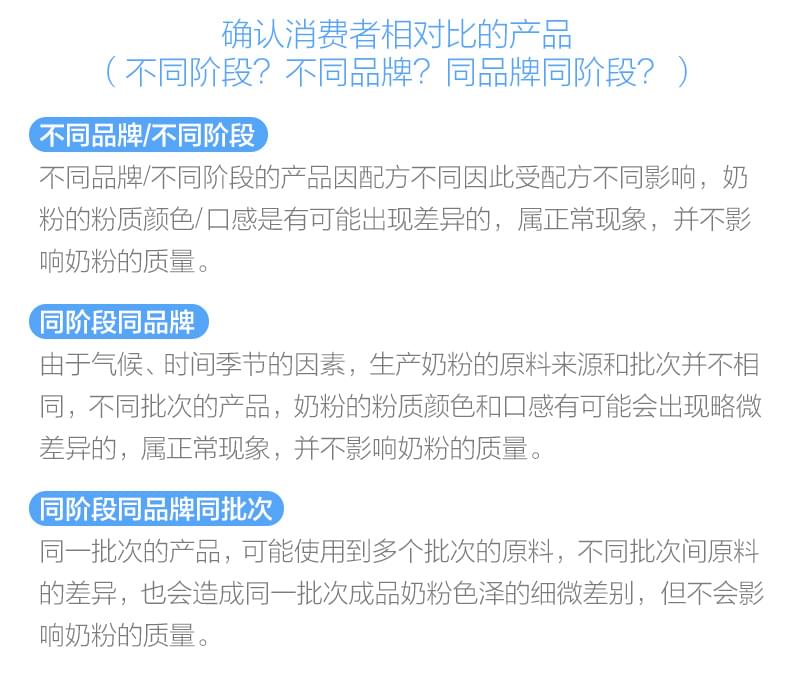 确认消费者相对比的产品
（不同阶段？不同品牌？同品牌同阶段？）
不同品牌/不同阶段
不同品牌/不同阶段的产品因配方不同因此受配方不同影响，奶
粉的粉质颜色/口感是有可能出现差异的，属正常现象，并不影
响奶粉的质量。
同阶段同品牌
由于气候、时间季节的因素，生产奶粉的原料来源和批次并不相
同，不同批次的产品，奶粉的粉质颜色和口感有可能会出现略微
差异的，属正常现象，并不影响奶粉的质量。
同阶段同品牌同批次
同一批次的产品，可能使用到多个批次的原料，不同批次间原料
的差异，也会造成同一批次成品奶粉色泽的细微差别，但不会影
响奶粉的质量。